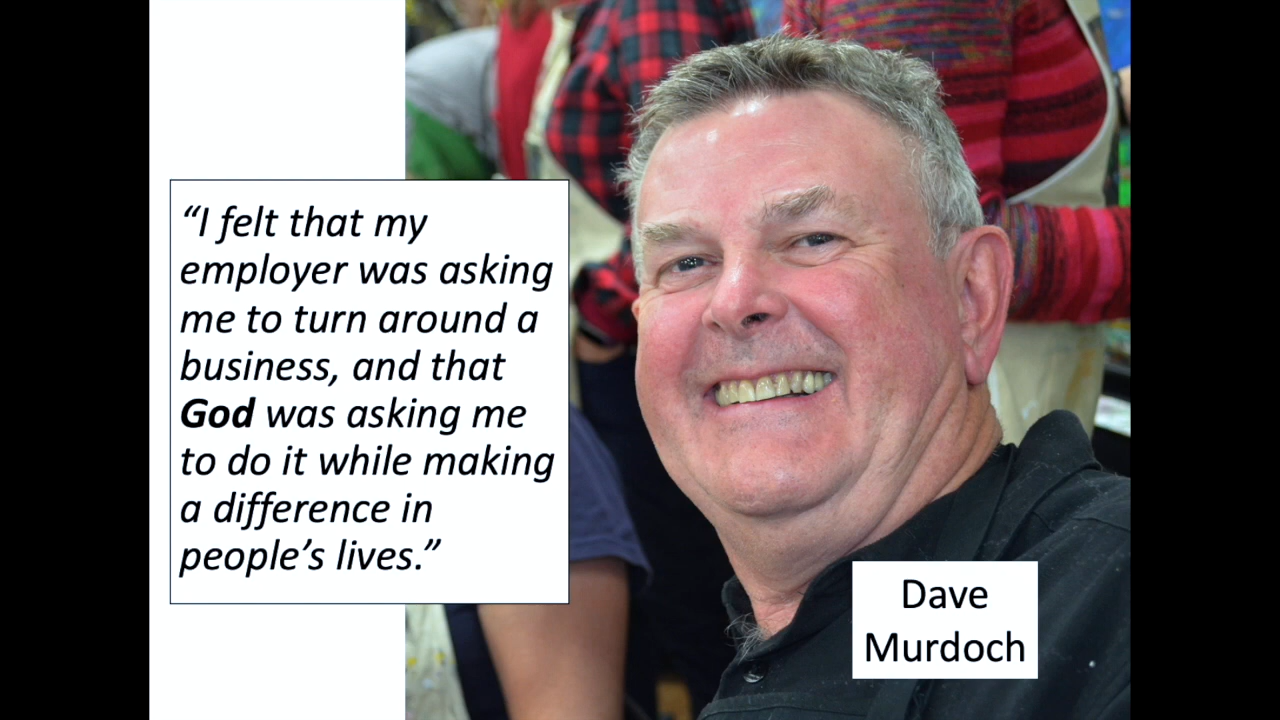 “I felt that my
employer was asking
me to turn around a
business, and that
God was asking me
to do it while making
a difference in
people’s lives.”
Dave
Murdoch